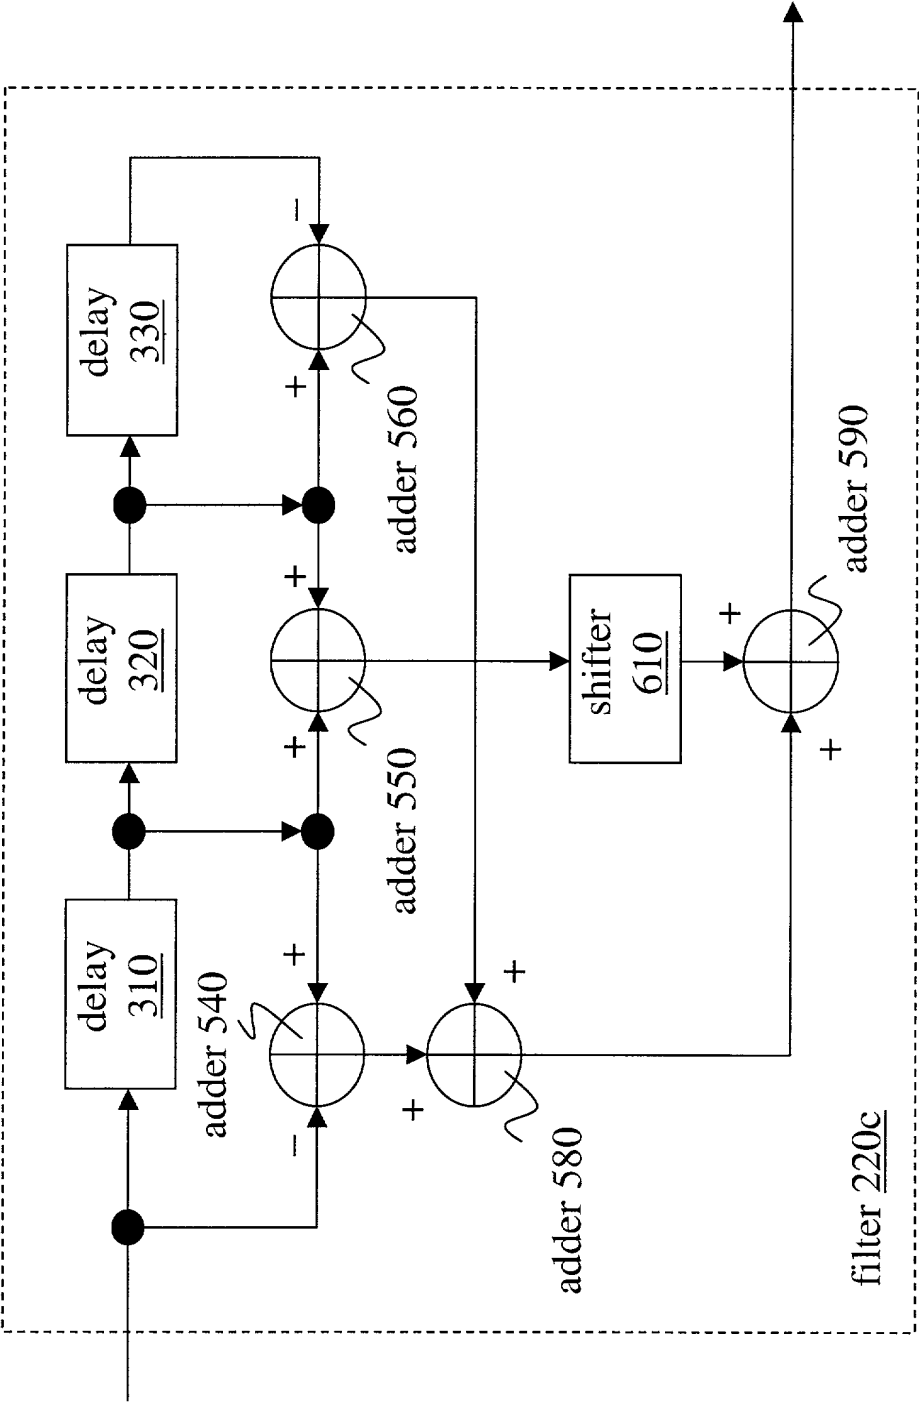 delay
310
delay
320
delay
330
−
+
+
+
+
−
adder 540
adder 550
adder 560
+
+
adder 580
shifter
610
+
+
adder 590
filter 220c